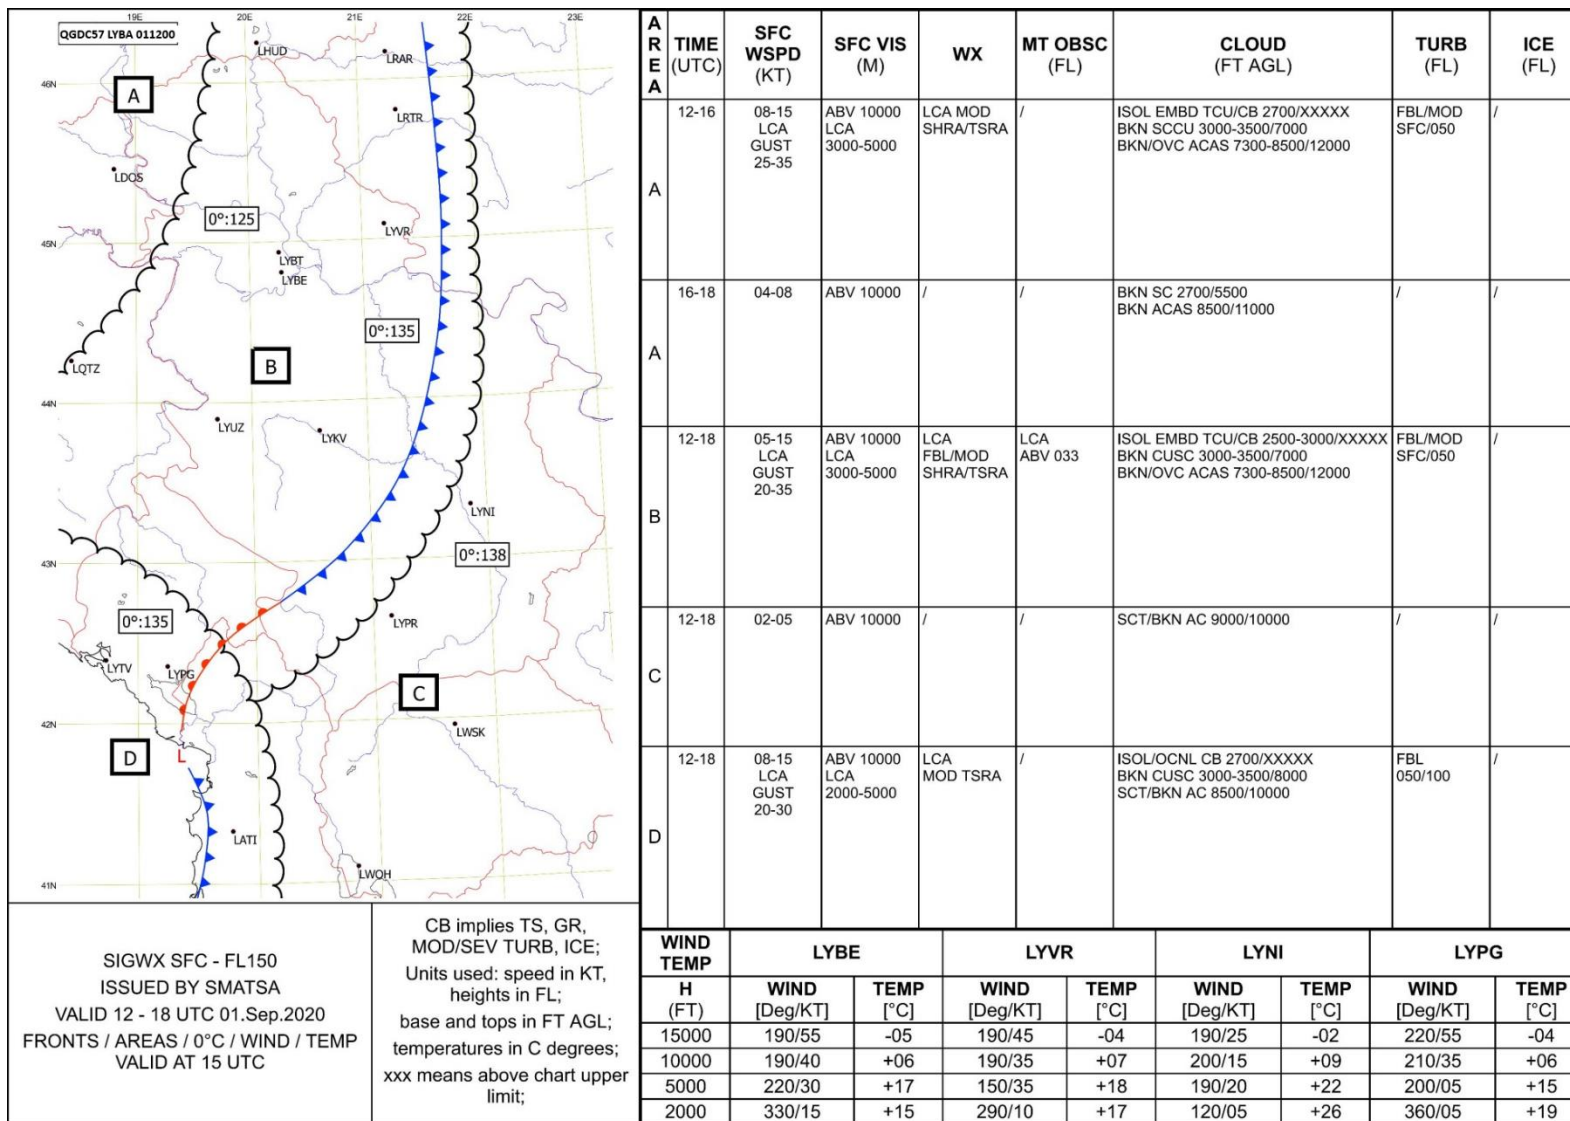 19E 20E 21E 22E 23E
QGDC57 LYBA 011200
LHUD
LRAR
46N
A
LRTR
LDOS
0°:125
LYVR
45N
LYBT
LYBE
0°:135
B
LQTZ
44N
LYUZ
LYKV
LYNI
0°:138
43N
0°:135
LYPR
LYTV
LYPG
C
42N
LWSK
D
L
LATI
LWOH
41N
SIGWX SFC - FL150
ISSUED BY SMATSA
VALID 12 - 18 UTC 01.Sep.2020
FRONTS / AREAS / 0°C / WIND / TEMP
VALID AT 15 UTC
CB implies TS, GR,
MOD/SEV TURB, ICE;
Units used: speed in KT,
heights in FL;
base and tops in FT AGL;
temperatures in C degrees;
xxx means above chart upper
limit;
A
R
E
A
TIME
(UTC)
SFC
WSPD
(KT)
SFC VIS
(M)
WX
MT OBSC
(FL)
CLOUD
(FT AGL)
TURB
(FL)
ICE
(FL)
A
12-16
08-15
LCA
GUST
25-35
ABV 10000
LCA
3000-5000
LCA MOD
SHRA/TSRA
/
ISOL EMBD TCU/CB 2700/XXXXX
BKN SCCU 3000-3500/7000
BKN/OVC ACAS 7300-8500/12000
FBL/MOD
SFC/050
/
A
16-18
04-08
ABV 10000
/
/
BKN SC 2700/5500
BKN ACAS 8500/11000
/
/
B
12-18
05-15
LCA
GUST
20-35
ABV 10000
LCA
3000-5000
LCA
FBL/MOD
SHRA/TSRA
LCA
ABV 033
ISOL EMBD TCU/CB 2500-3000/XXXXX
BKN CUSC 3000-3500/7000
BKN/OVC ACAS 7300-8500/12000
FBL/MOD
SFC/050
/
C
12-18
02-05
ABV 10000
/
/
SCT/BKN AC 9000/10000
/
/
D
12-18
08-15
LCA
GUST
20-30
ABV 10000
LCA
2000-5000
LCA
MOD TSRA
/
ISOL/OCNL CB 2700/XXXXX
BKN CUSC 3000-3500/8000
SCT/BKN AC 8500/10000
FBL
050/100
/
WIND
TEMP
LYBE LYVR LYNI LYPG
H
(FT)
WIND
[Deg/KT]
TEMP
[°C]
WIND
[Deg/KT]
TEMP
[°C]
WIND
[Deg/KT]
TEMP
[°C]
WIND
[Deg/KT]
TEMP
[°C]
15000 190/55 -05 190/45 -04 190/25 -02 220/55 -04
10000 190/40 +06 190/35 +07 200/15 +09 210/35 +06
5000 220/30 +17 150/35 +18 190/20 +22 200/05 +15
2000 330/15 +15 290/10 +17 120/05 +26 360/05 +19